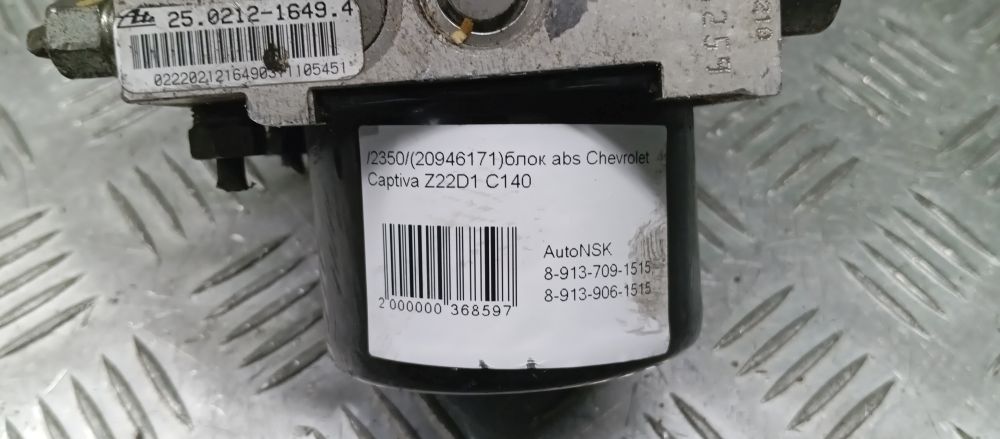 25.0212-1649.4
/2350/(20946171)блок abs Chevrolet
Captiva Z22D1 C140
AutoNSK
8-913-709-1515
8-913-906-1515
2 000000 368597